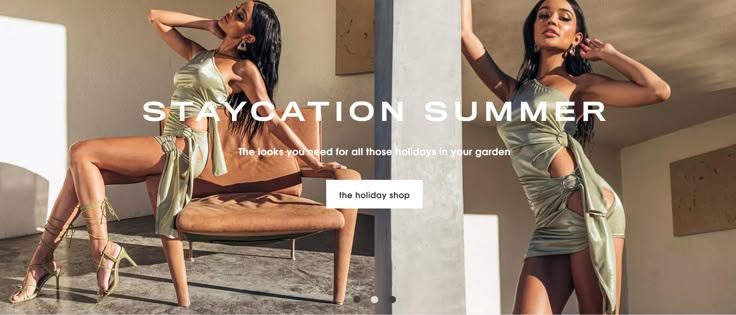 STAYCATION SUMMER
The looks you need for all those holidays in your garden
the holiday shop